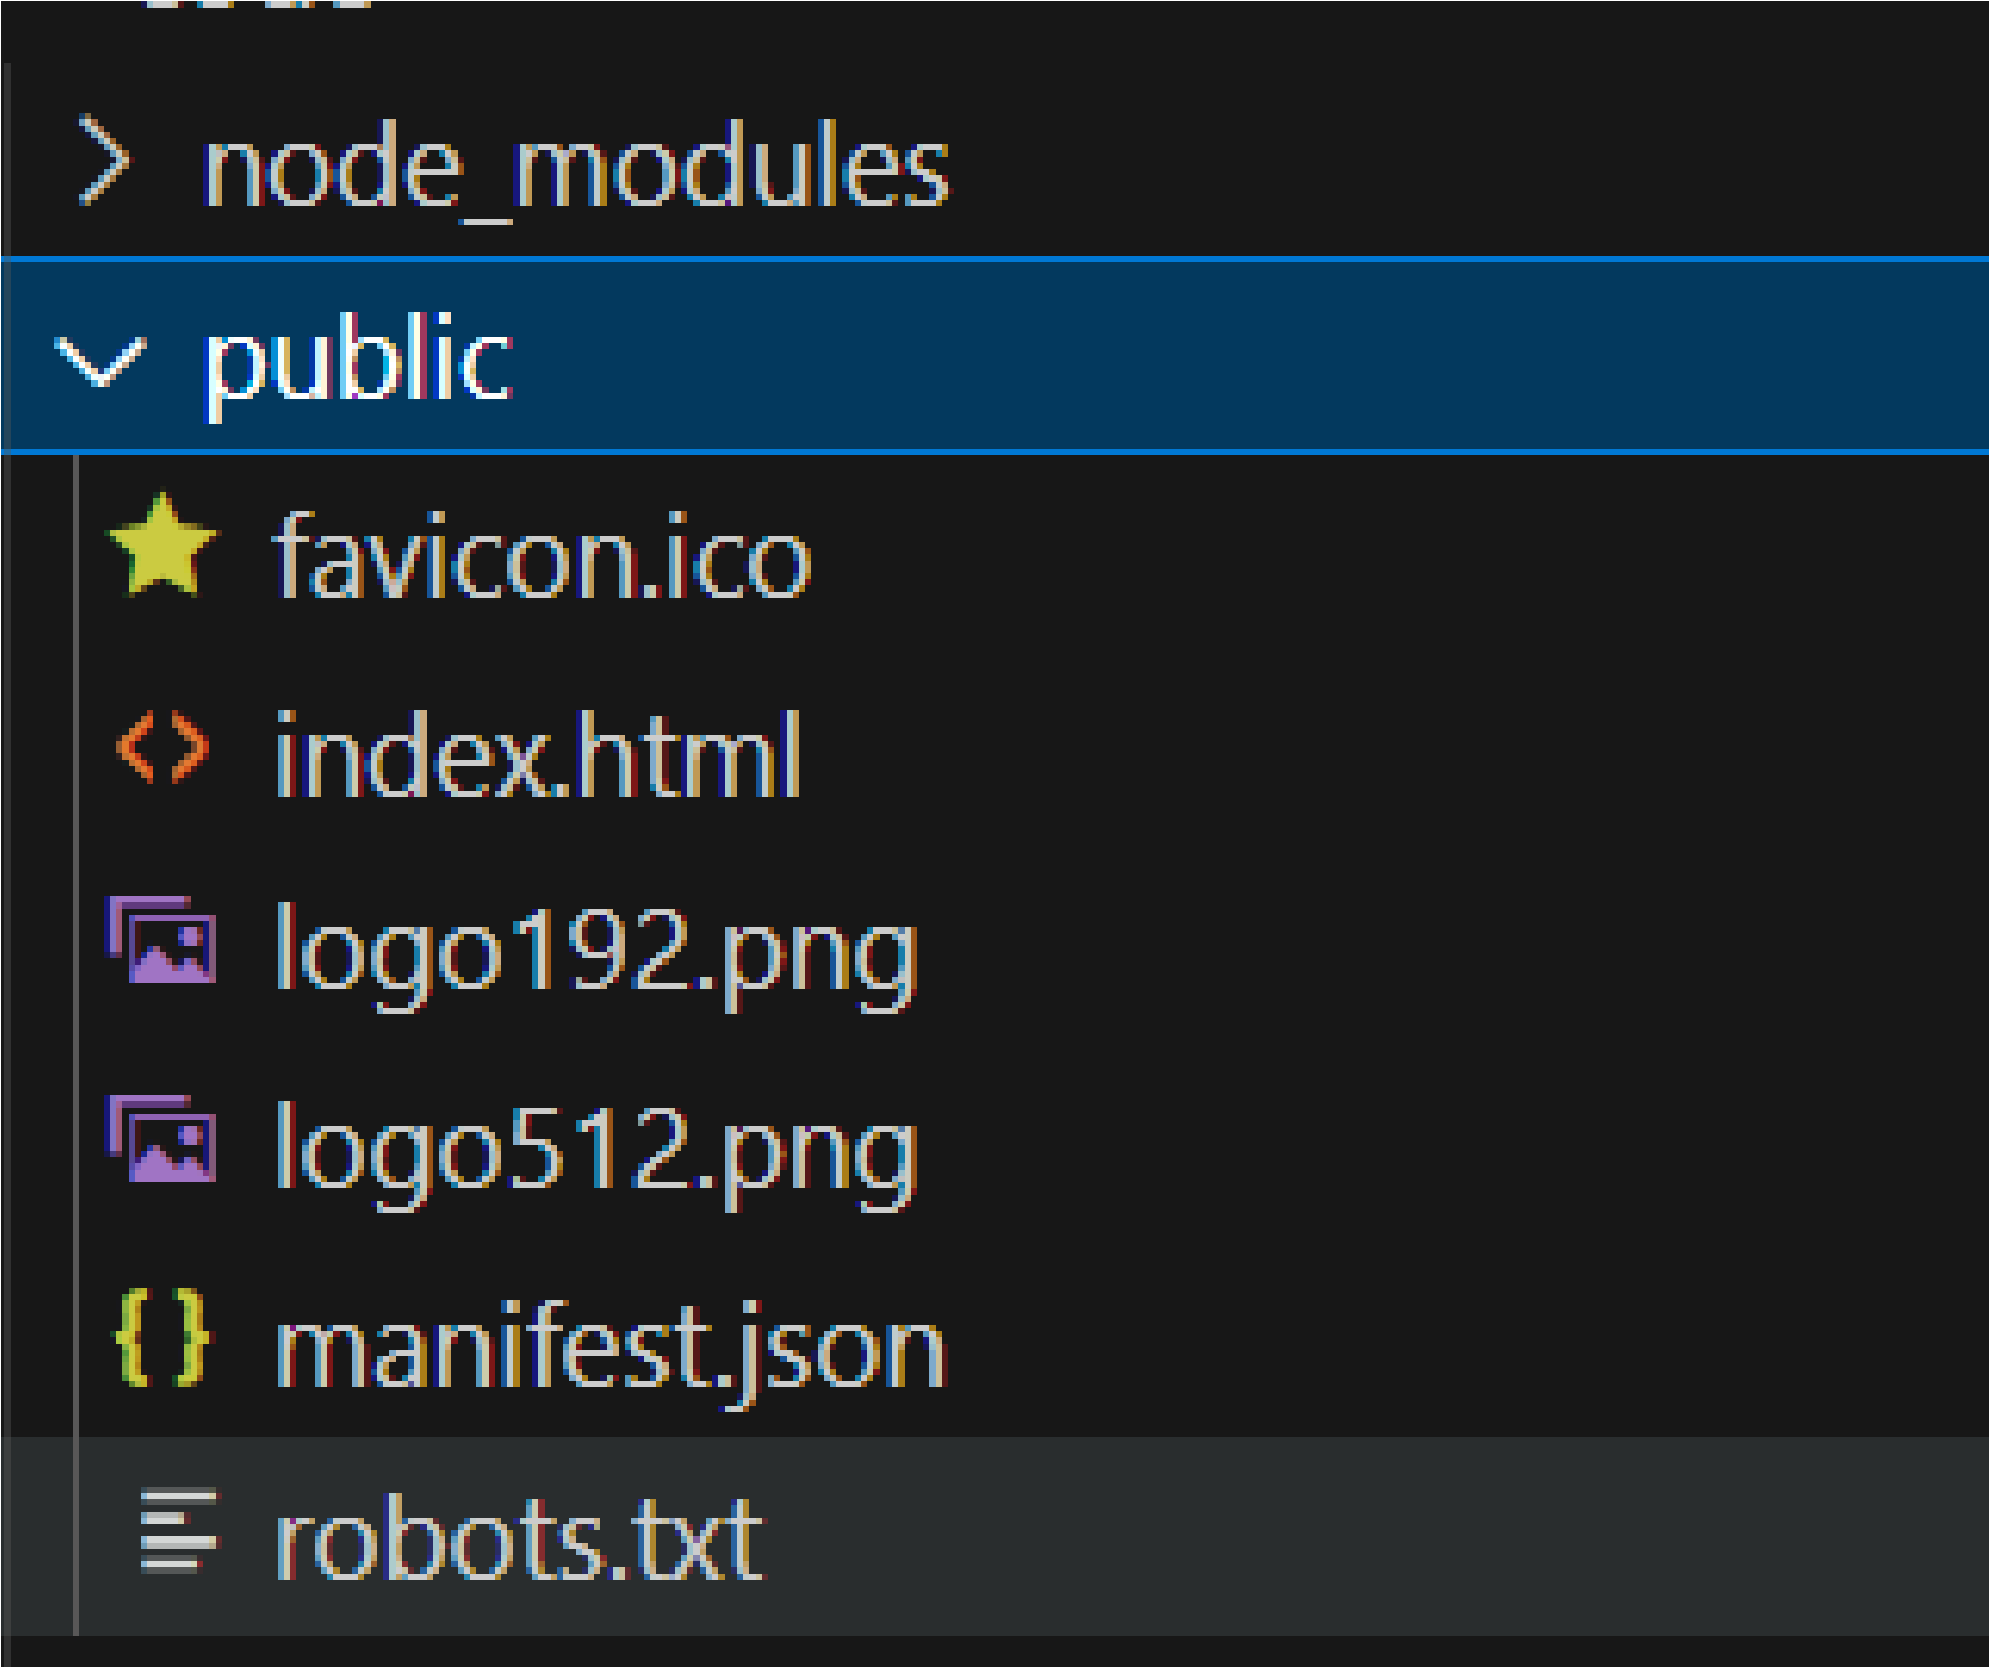 node_modules
public
favicon.ico
index.html
logo192.png
logo512.png
manifest.json
robots.txt